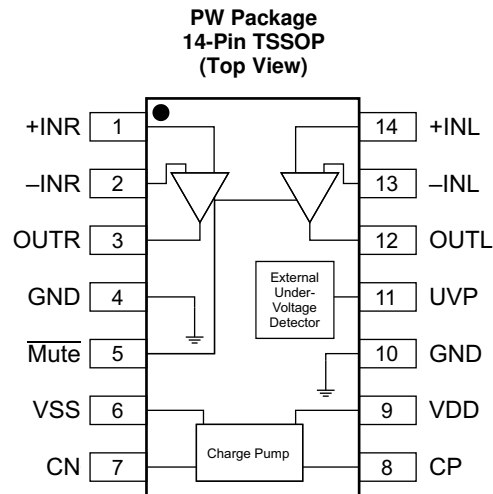 PW Package
14-Pin TSSOP
(Top View)
+INR 1 14 +INL
–INR 2 13 –INL
OUTR 3 12 OUTL
GND 4 11 UVP
External
Under-
Voltage
Detector
Mute 5 10 GND
VSS 6 9 VDD
CN 7 8 CP
Charge Pump